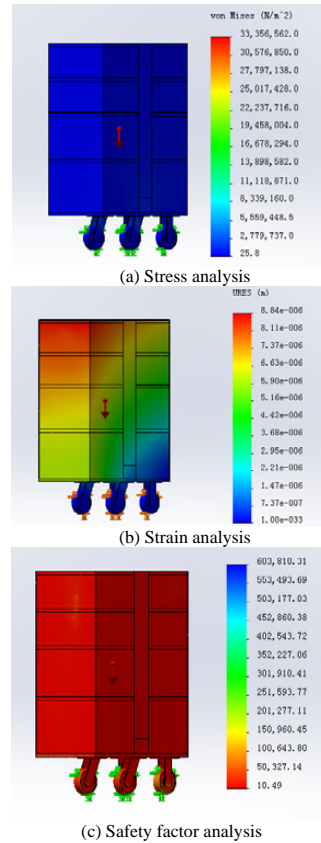 von Mises (N/m^2)
33,356,562.0
30,576,850.0
27,797,138.0
25,017,428.0
22,237,716.0
19,458,004.0
16,678,294.0
13,898,582.0
11,118,871.0
8,339,160.0
5,559,448.5
2,779,737.0
25.8
(a) Stress analysis
URES (m)
8.84e-006
8.11e-006
7.37e-006
6.63e-006
5.90e-006
5.16e-006
4.42e-006
3.68e-006
2.95e-006
2.21e-006
1.47e-006
7.37e-007
1.00e-033
(b) Strain analysis
603,810.31
553,493.69
503,177.03
452,860.38
402,543.72
352,227.06
301,910.41
251,593.77
201,277.11
150,960.45
100,643.80
50,327.14
10.49
(c) Safety factor analysis